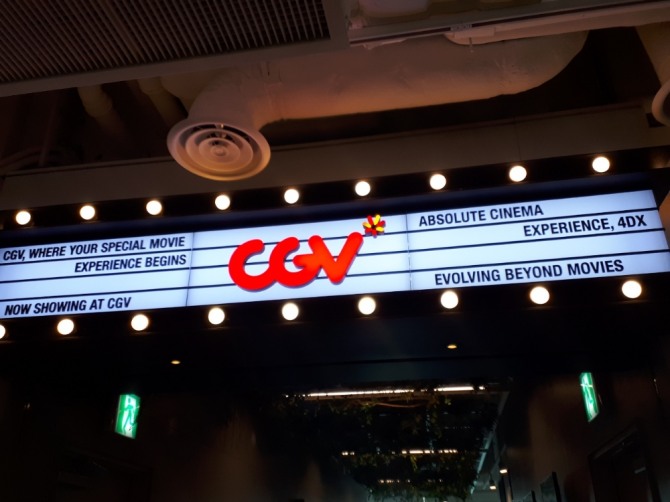 CGV, WHERE YOUR SPECIAL MOVIE
EXPERIENCE BEGINS
NOW SHOWING AT CGV
CGV
ABSOLUTE CINEMA
EXPERIENCE, 4DX
EVOLVING BEYOND MOVIES